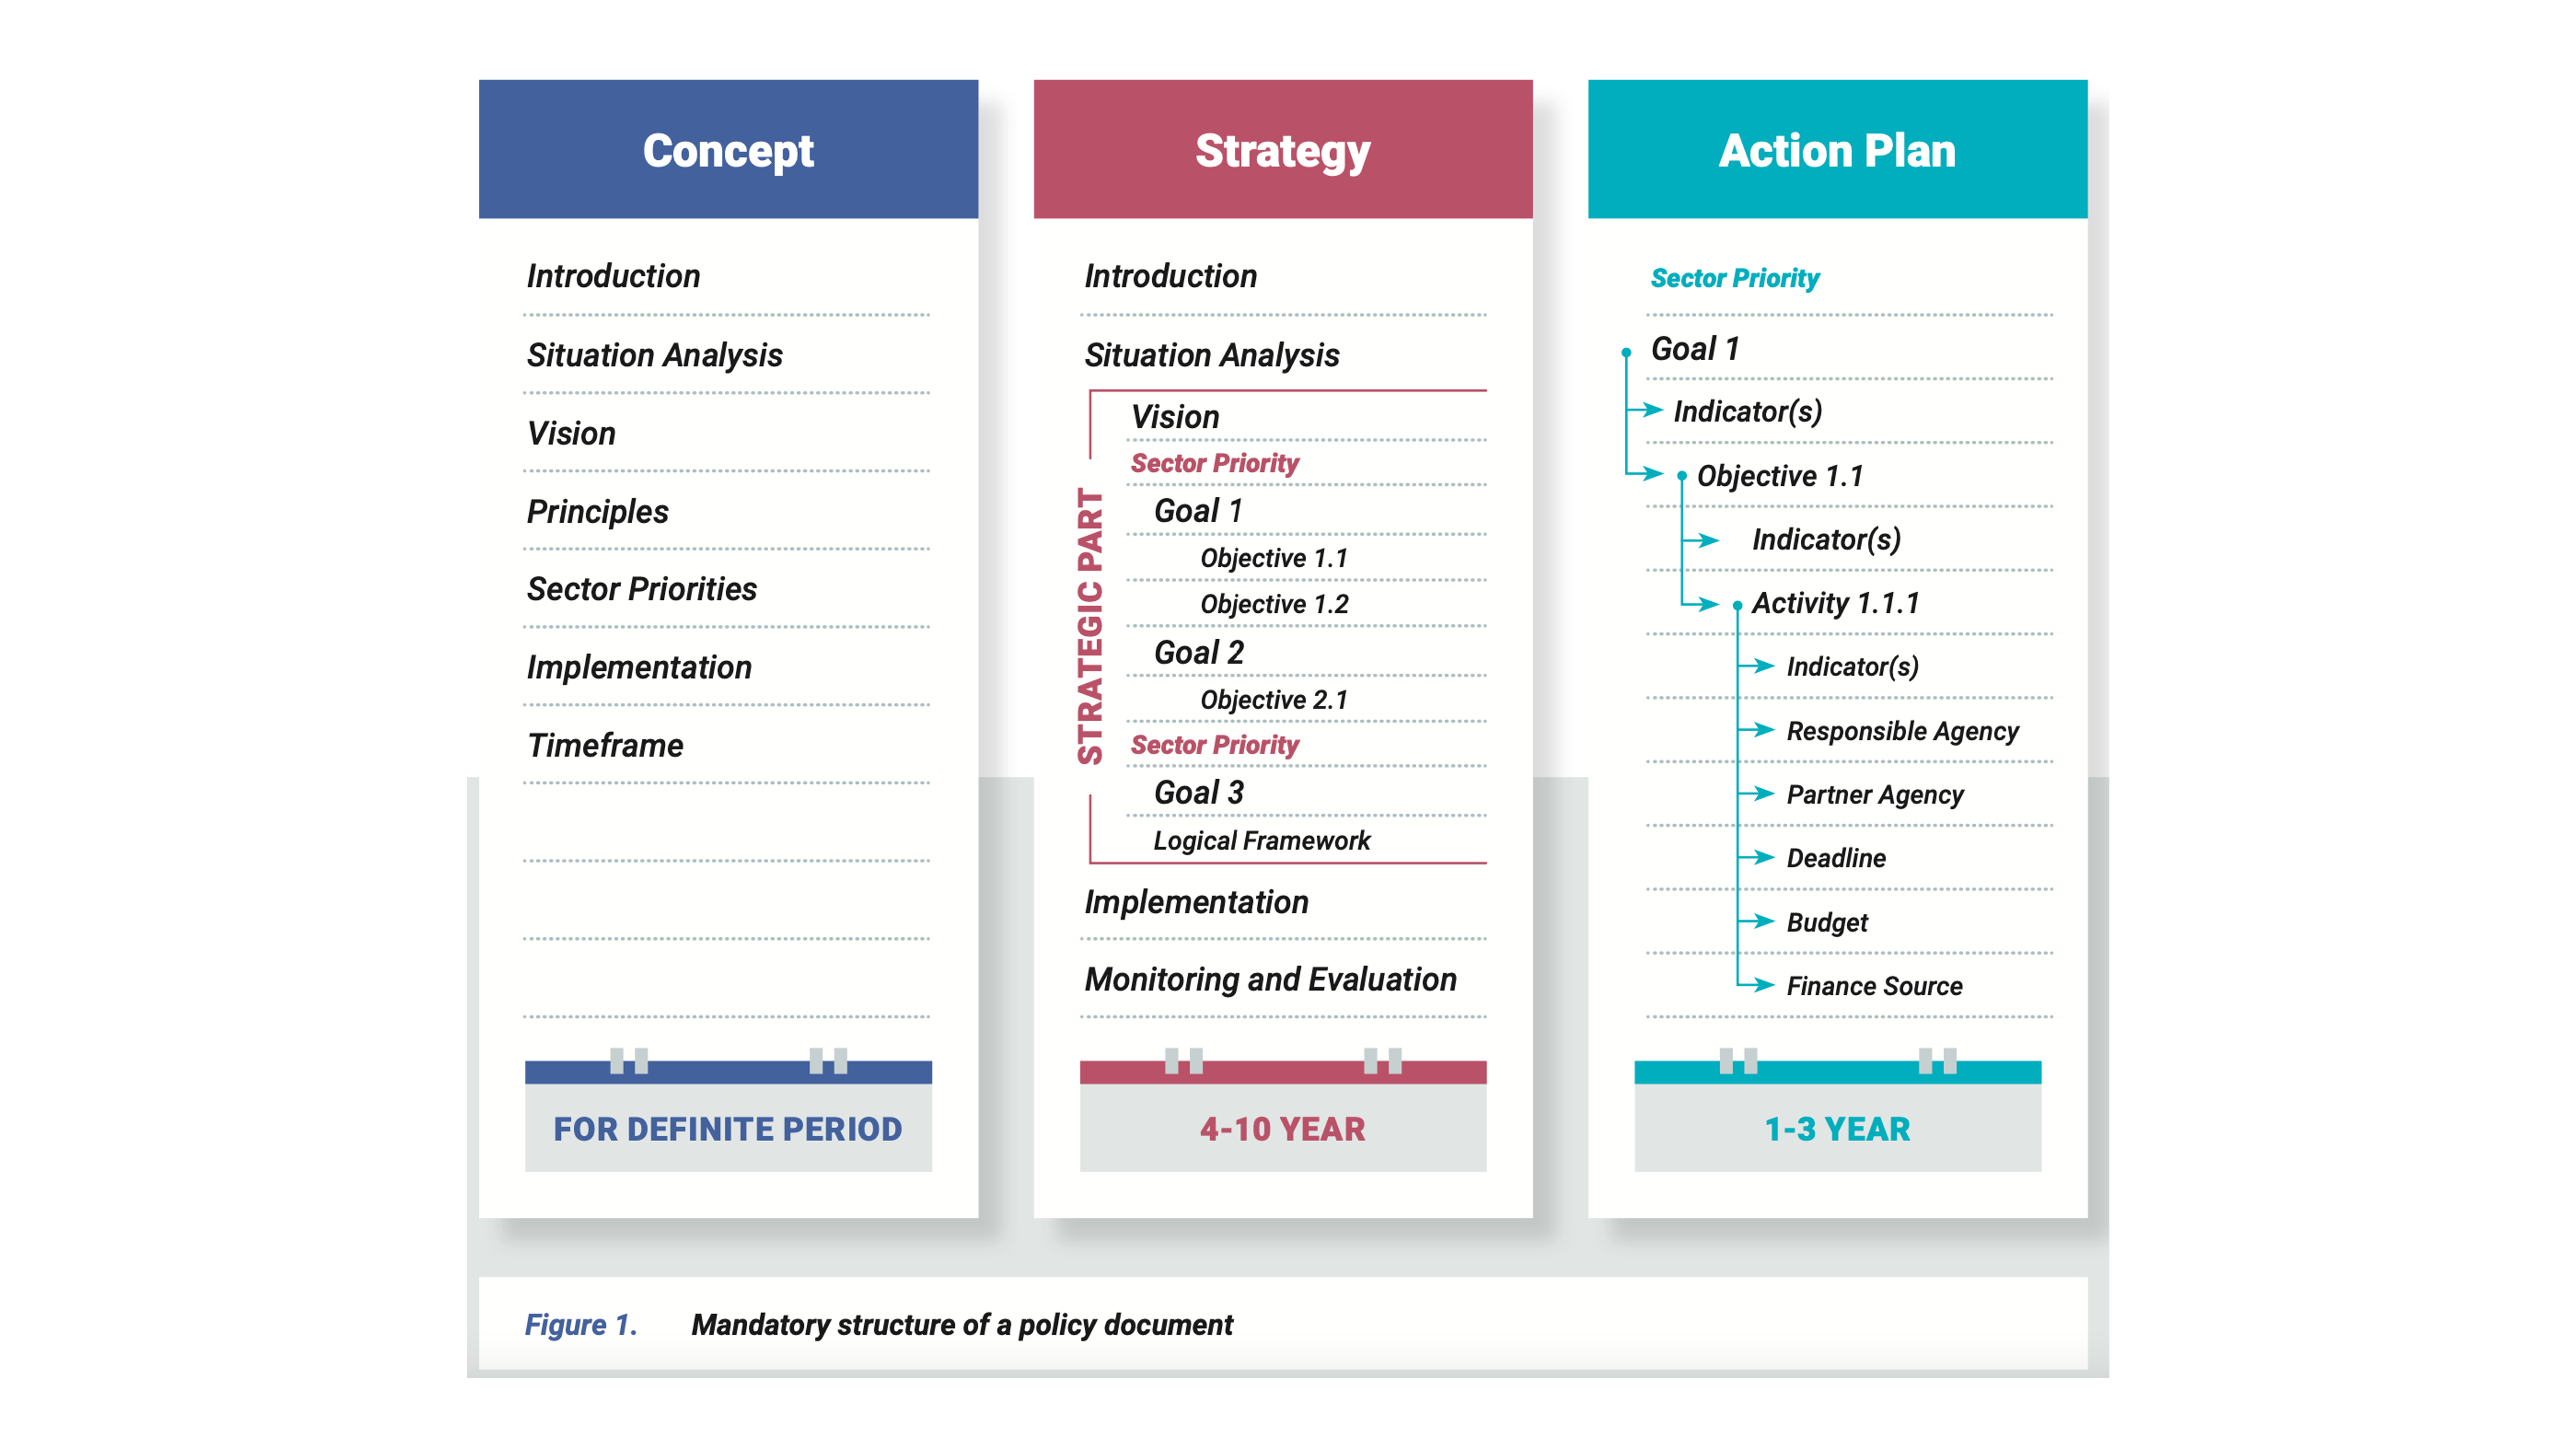 Concept
Introduction
Situation Analysis
Vision
Principles
Sector Priorities
Implementation
Timeframe
FOR DEFINITE PERIOD
Strategy
Introduction
Situation Analysis
STRATEGIC PART
Vision
Sector Priority
Goal 1
Objective 1.1
Objective 1.2
Goal 2
Objective 2.1
Sector Priority
Goal 3
Logical Framework
Implementation
Monitoring and Evaluation
4-10 YEAR
Action Plan
Sector Priority
Goal 1
Indicator(s)
Objective 1.1
Indicator(s)
Activity 1.1.1
Indicator(s)
Responsible Agency
Partner Agency
Deadline
Budget
Finance Source
1-3 YEAR
Figure 1. Mandatory structure of a policy document